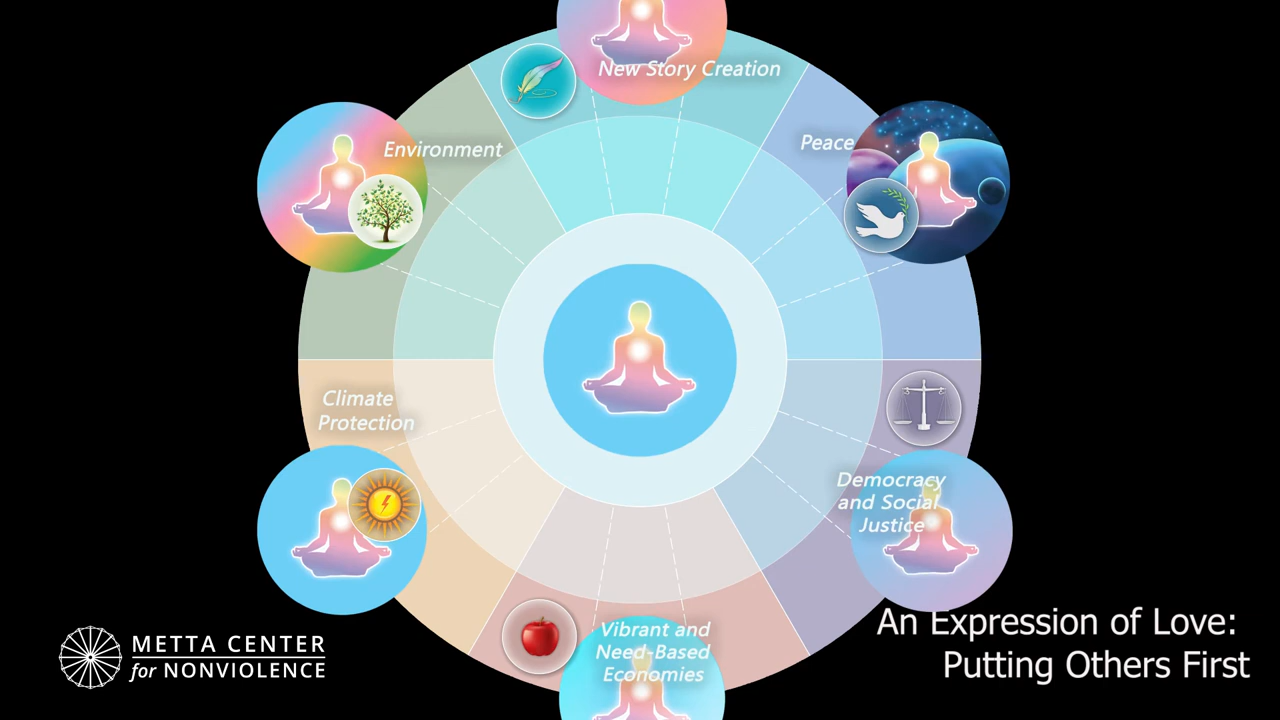 New Story Creation
Peace
Environment
Climate
Protection
Democracy
and Social
Justice
Vibrant and
Need-Based
Economies
METTA CENTER
for NONVIOLENCE
An Expression of Love:
Putting Others First